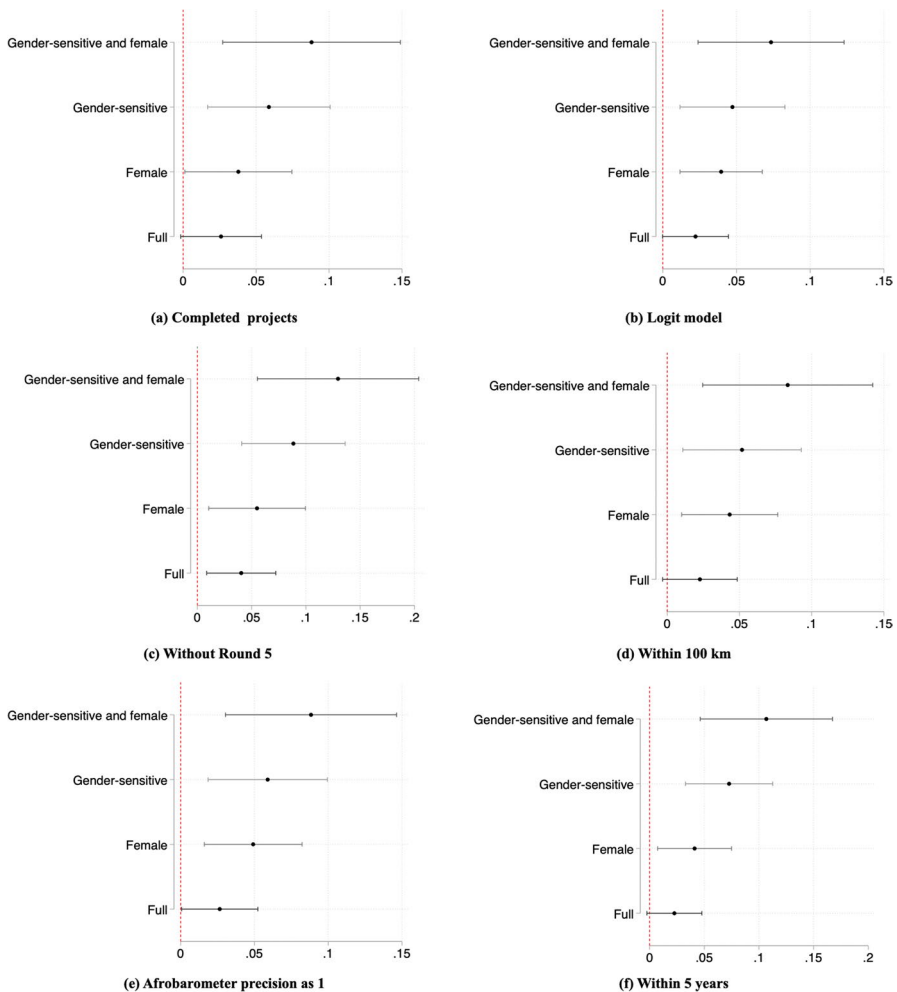 Gender-sensitive and female
Gender-sensitive
Female
Full
0 .05 .1 .15
(a) Completed projects
Gender-sensitive and female
Gender-sensitive
Female
Full
0 .05 .1 .15
(b) Logit model
Gender-sensitive and female
Gender-sensitive
Female
Full
0 .05 .1 .15 .2
(c) Without Round 5
Gender-sensitive and female
Gender-sensitive
Female
Full
0 .05 .1 .15
(d) Within 100 km
Gender-sensitive and female
Gender-sensitive
Female
Full
0 .05 .1 .15
(e) Afrobarometer precision as 1
Gender-sensitive and female
Gender-sensitive
Female
Full
0 .05 .1 .15 .2
(f) Within 5 years